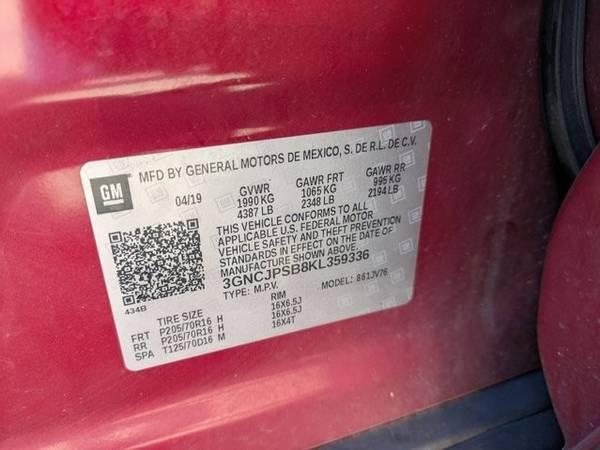 MFD BY GENERAL MOTORS DE MEXICO, S. DE R.L. DE C.V.
GM
04/19
GVWR GAWR FRT GAWR RR
1990 KG 1065 KG 995 KG
4387 LB 2348 LB 2194 LB
THIS VEHICLE CONFORMS TO ALL
APPLICABLE U.S. FEDERAL MOTOR
VEHICLE SAFETY AND THEFT PREVENTION
STANDARDS IN EFFECT ON THE DATE
OF MANUFACTURE SHOWN ABOVE.
3GNCJPSB8KL359336
TYPE: M.P.V. MODEL: 861JV76
434B
TIRE SIZE RIM
FRT P205/70R16 H 16X6.5J
RR P205/70R16 H 16X6.5J
SPA T125/70D16 M 16X4T